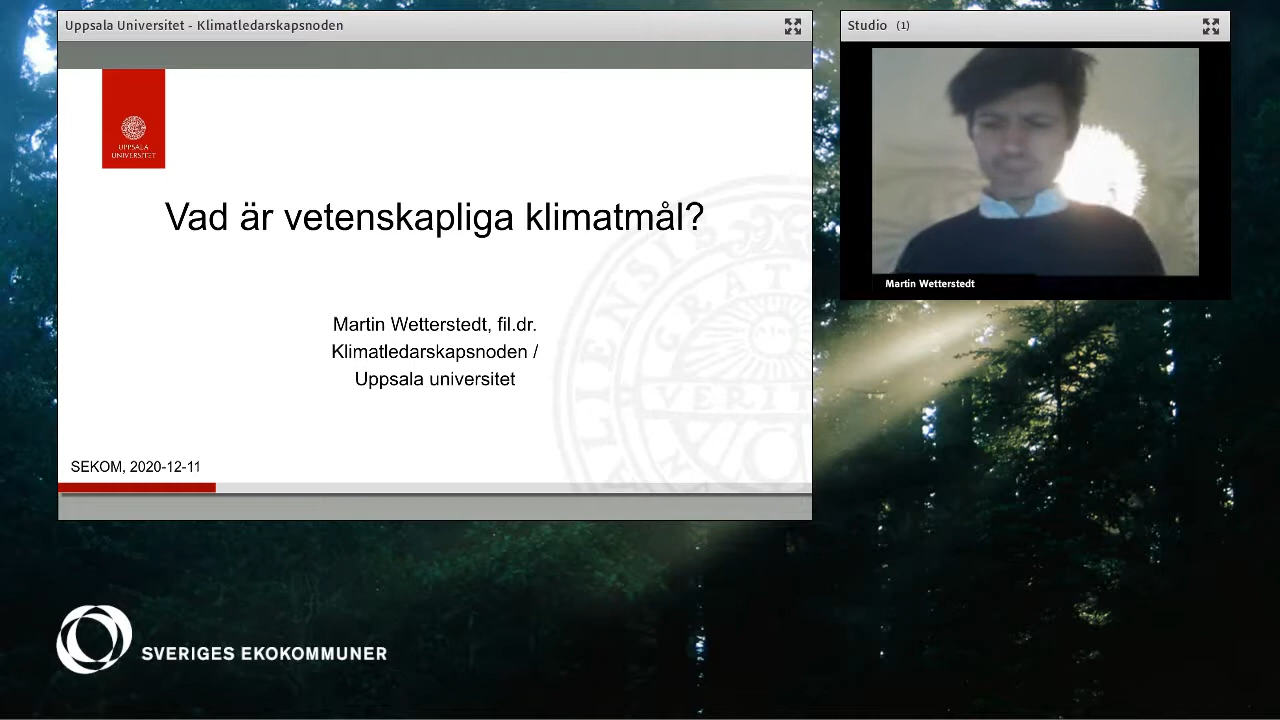 Uppsala Universitet - Klimatledarskapsnoden
Studio (1)
UPPSALA
UNIVERSITET
Vad är vetenskapliga klimatmål?
Martin Wetterstedt
Martin Wetterstedt, fil.dr.
Klimatledarskapsnoden /
Uppsala universitet
SEKOM, 2020-12-11
SVERIGES EKOKOMMUNER